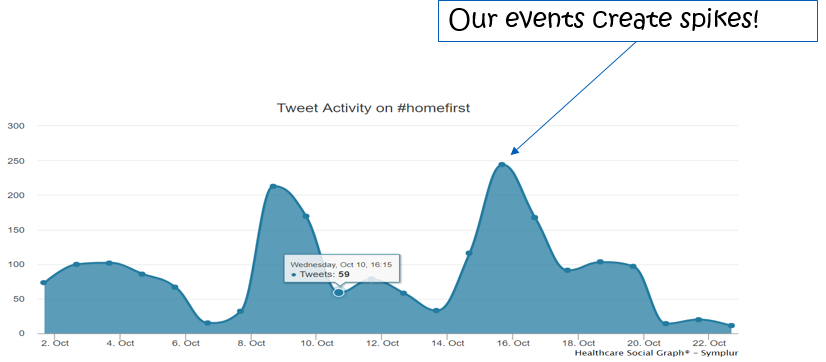 Our events create spikes!
Tweet Activity on #homefirst
300
250
200
150
100
50
0
Wednesday, Oct 10, 16:15
● Tweets: 59
2. Oct 4. Oct 6. Oct 8. Oct 10. Oct 12. Oct 14. Oct 16. Oct 18. Oct 20. Oct 22. Oct
Healthcare Social Graph® – Symplur